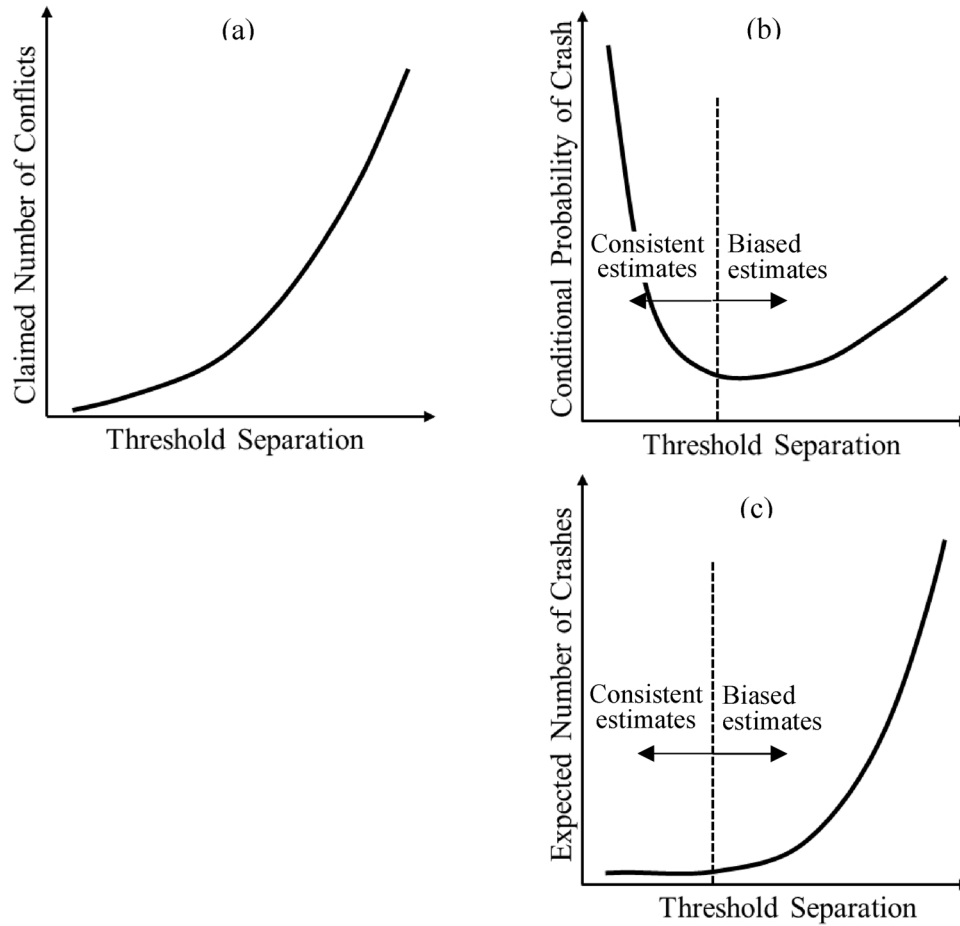 (a)
Claimed Number of Conflicts
Threshold Separation
(b)
Conditional Probability of Crash
Consistent
estimates
Biased
estimates
Threshold Separation
(c)
Expected Number of Crashes
Consistent
estimates
Biased
estimates
Threshold Separation